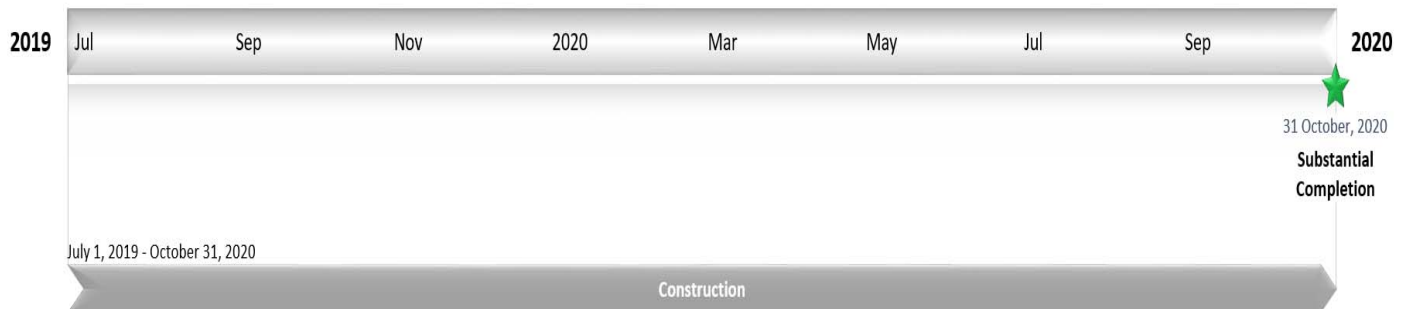 2019 Jul Sep Nov 2020 Mar May Jul Sep 2020
31 October, 2020
Substantial
Completion
July 1, 2019 - October 31, 2020
Construction